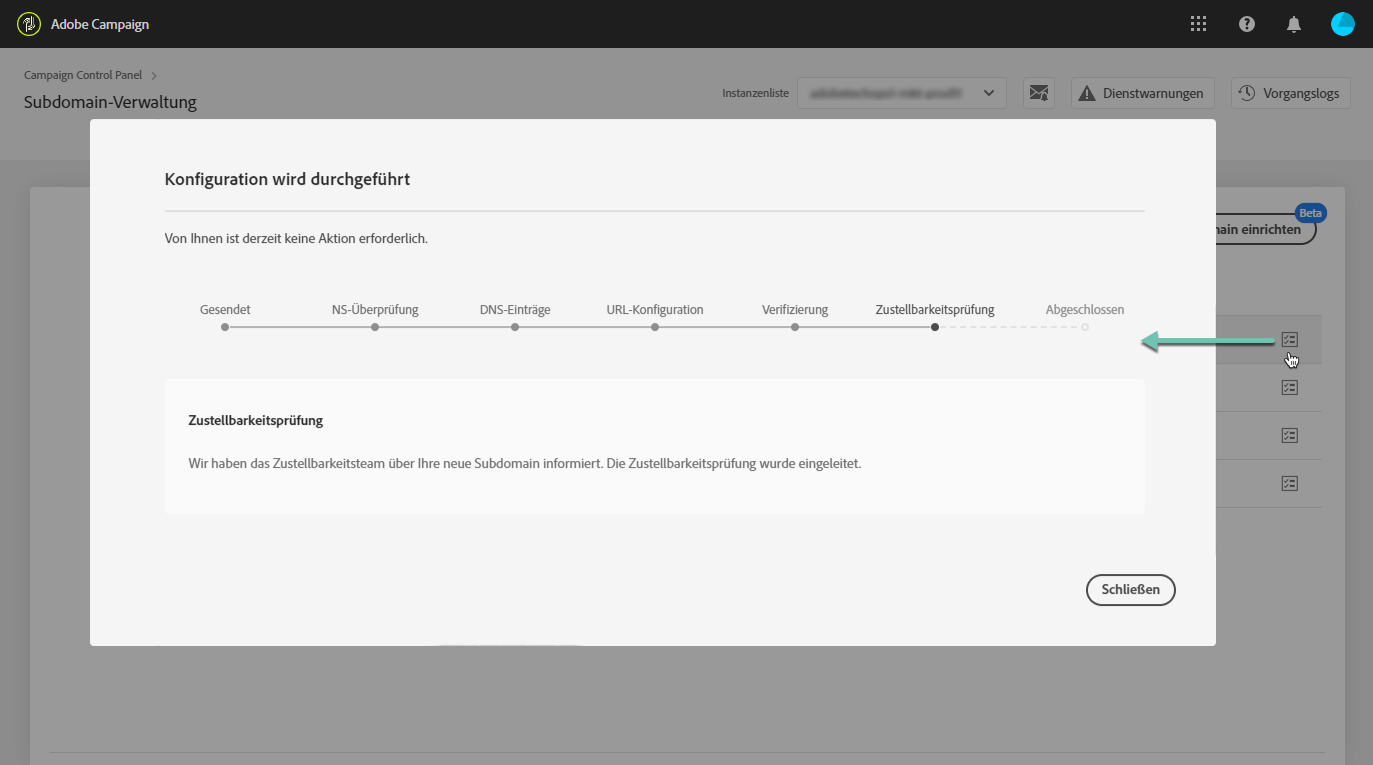 Adobe Campaign
Campaign Control Panel
Subdomain-Verwaltung
Instanzenliste
Dienstwarnungen
Vorgangslogs
Beta
einrichten
Konfiguration wird durchgeführt
Von Ihnen ist derzeit keine Aktion erforderlich.
Gesendet NS-Überprüfung DNS-Einträge URL-Konfiguration Verifizierung Zustellbarkeitsprüfung Abgeschlossen
Zustellbarkeitsprüfung
Wir haben das Zustellbarkeitsteam über Ihre neue Subdomain informiert. Die Zustellbarkeitsprüfung wurde eingeleitet.
Schließen